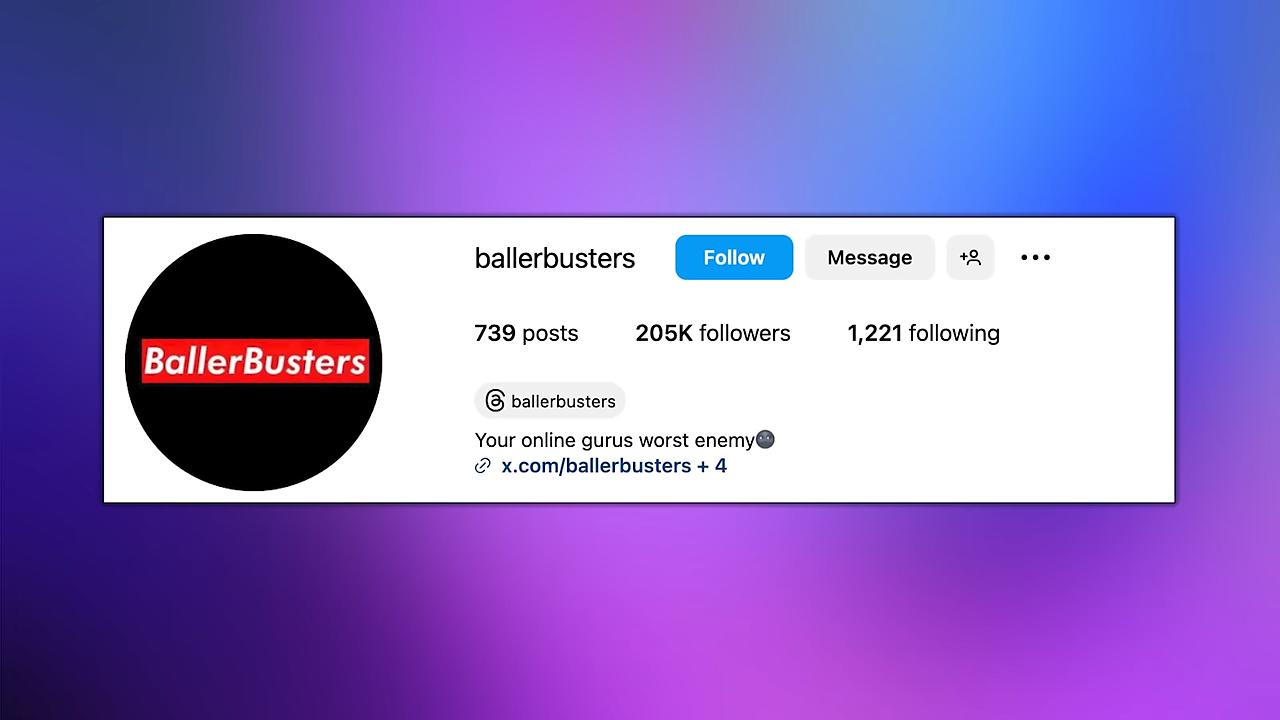 ballerbusters Follow Message
739 posts 205K followers 1,221 following
BallerBusters
ballerbusters
Your online gurus worst enemy🌚
x.com/ballerbusters + 4